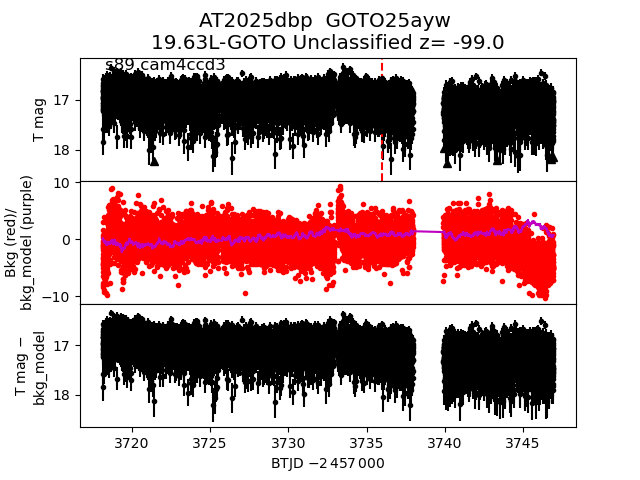 AT2025dbp  GOTO25ayw
19.63L-GOTO Unclassified z= -99.0
s89 cam4ccd3
T mag
17
18
Bkg (red)/
bkg_model (purple)
10
0
−10
T mag −
bkg_model
17
18
3720 3725 3730 3735 3740 3745
BTJD −2 457 000